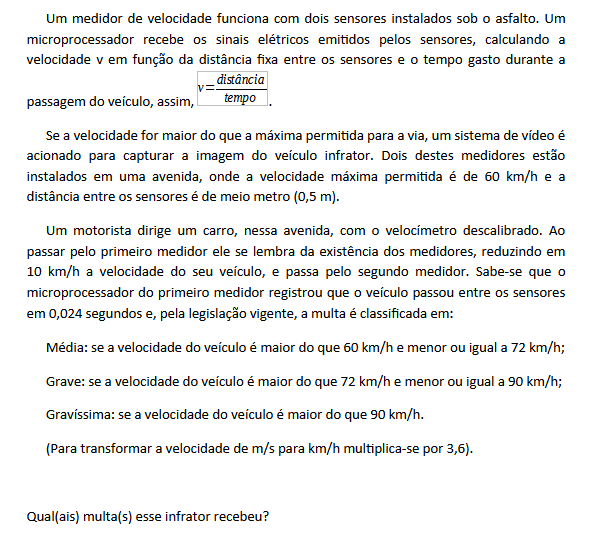 Um medidor de velocidade funciona com dois sensores instalados sob o asfalto. Um
microprocessador recebe os sinais elétricos emitidos pelos sensores, calculando a
velocidade v em função da distância fixa entre os sensores e o tempo gasto durante a
passagem do veículo, assim, v=distância/tempo.
Se a velocidade for maior do que a máxima permitida para a via, um sistema de vídeo é
acionado para capturar a imagem do veículo infrator. Dois destes medidores estão
instalados em uma avenida, onde a velocidade máxima permitida é de 60 km/h e a
distância entre os sensores é de meio metro (0,5 m).
Um motorista dirige um carro, nessa avenida, com o velocímetro descalibrado. Ao
passar pelo primeiro medidor ele se lembra da existência dos medidores, reduzindo em
10 km/h a velocidade do seu veículo, e passa pelo segundo medidor. Sabe-se que o
microprocessador do primeiro medidor registrou que o veículo passou entre os sensores
em 0,024 segundos e, pela legislação vigente, a multa é classificada em:
Média: se a velocidade do veículo é maior do que 60 km/h e menor ou igual a 72 km/h;
Grave: se a velocidade do veículo é maior do que 72 km/h e menor ou igual a 90 km/h;
Gravíssima: se a velocidade do veículo é maior do que 90 km/h.
(Para transformar a velocidade de m/s para km/h multiplica-se por 3,6).
Qual(ais) multa(s) esse infrator recebeu?